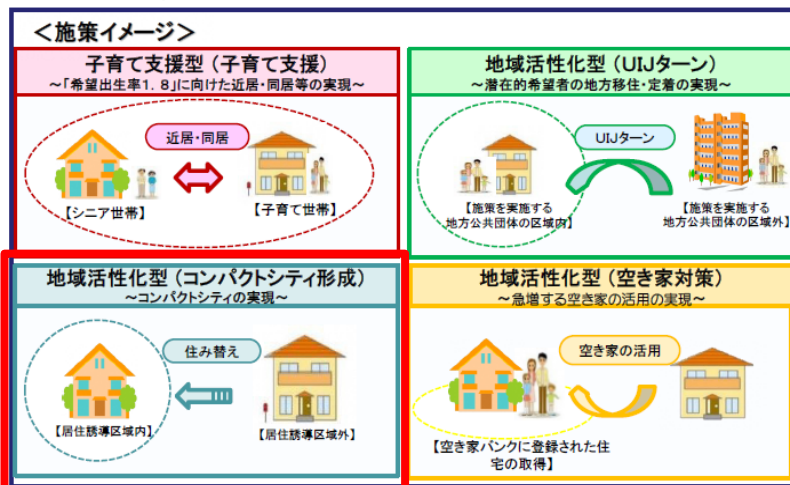 ＜施策イメージ＞
子育て支援型（子育て支援）
～「希望出生率１．８」に向けた近居・同居等の実現～
近居・同居
【シニア世帯】
【子育て世帯】
地域活性化型（UIJターン）
～潜在的希望者の地方移住・定着の実現～
UIJターン
【施策を実施する
地方公共団体の区域内】
【施策を実施する
地方公共団体の区域外】
地域活性化型（コンパクトシティ形成）
～コンパクトシティの実現～
住み替え
【居住誘導区域内】
【居住誘導区域外】
地域活性化型（空き家対策）
～急増する空き家の活用の実現～
空き家の活用
【空き家バンクに登録された住
宅の取得】